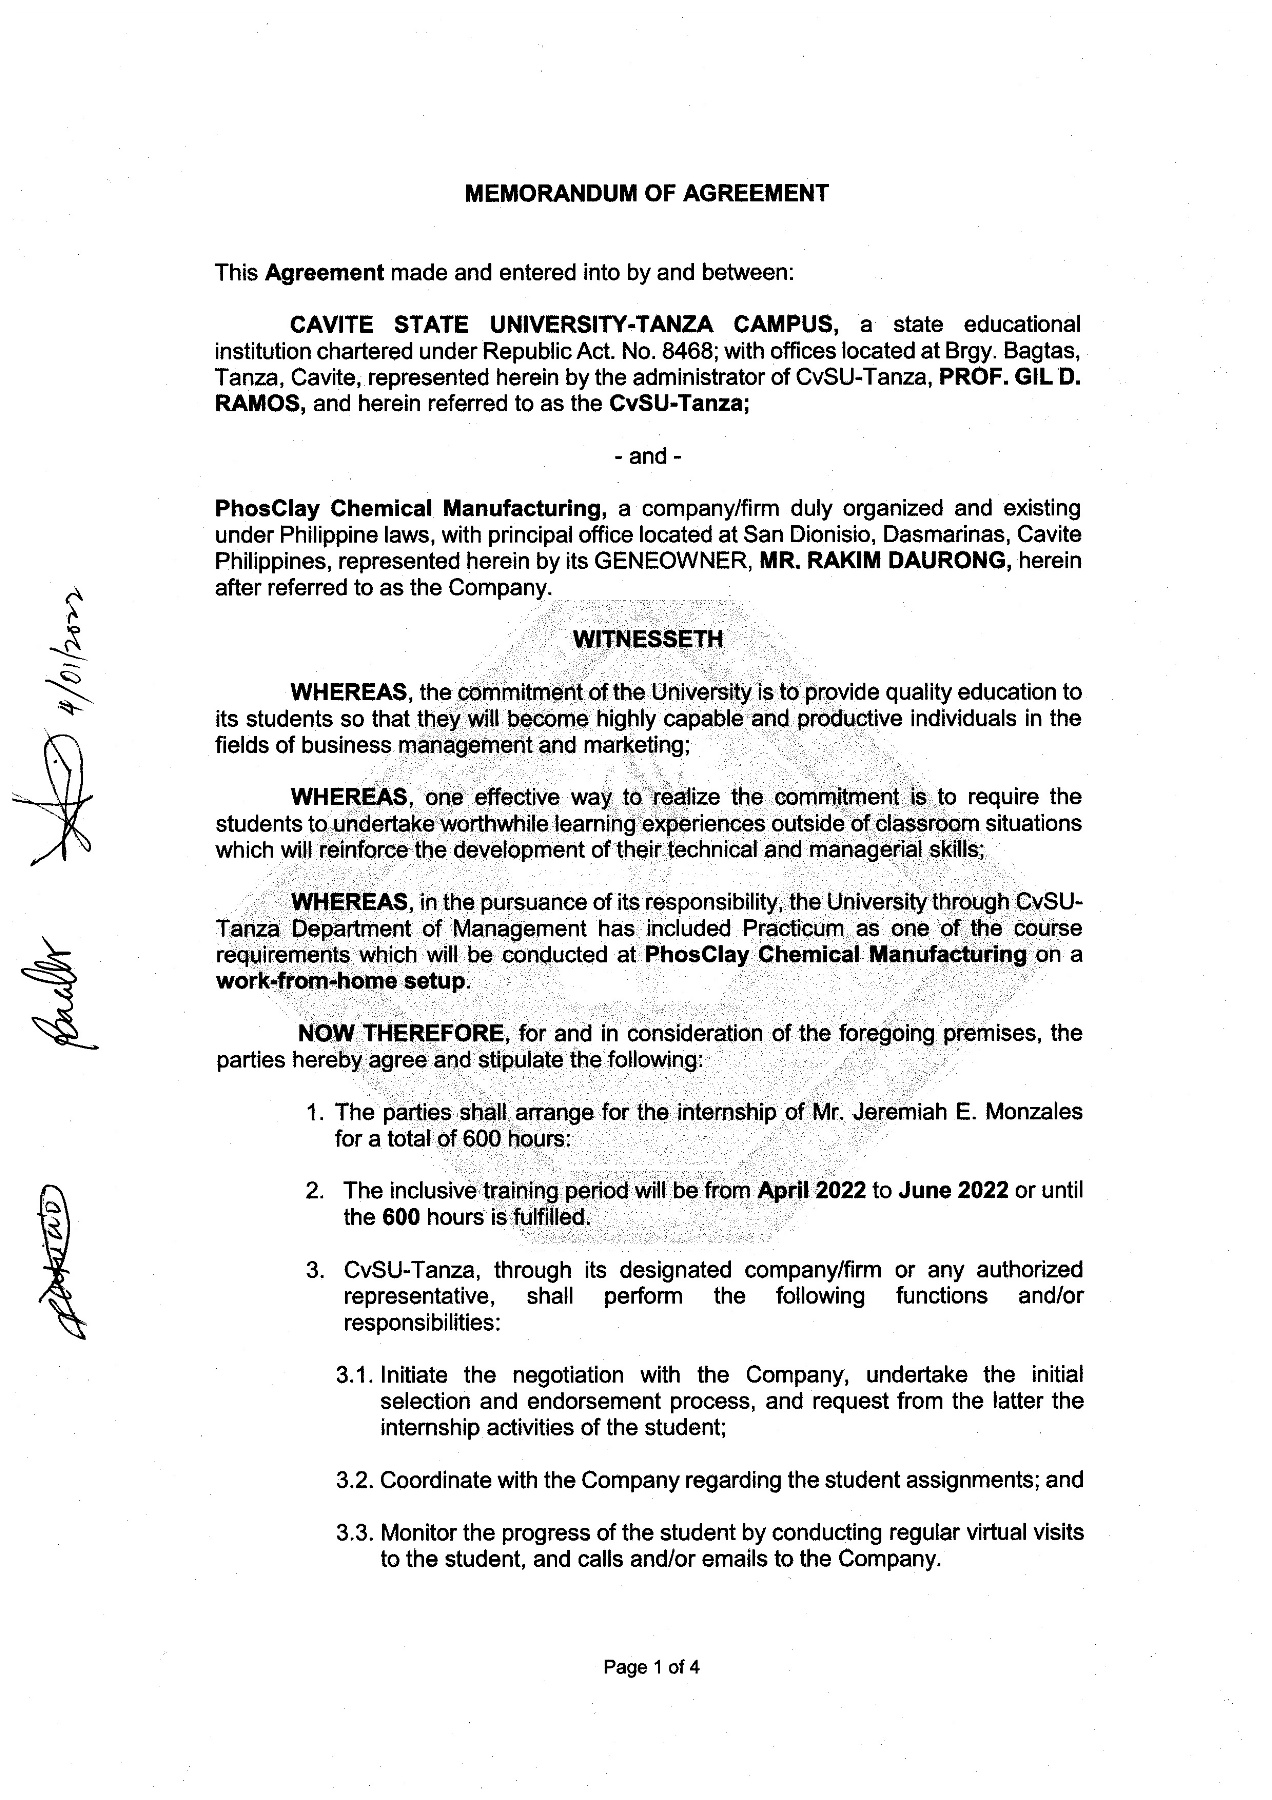 MEMORANDUM OF AGREEMENT
This Agreement made and entered into by and between:
CAVITE STATE UNIVERSITY-TANZA CAMPUS, a state educational
institution chartered under Republic Act. No. 8468; with offices located at Brgy. Bagtas,
Tanza, Cavite, represented herein by the administrator of CvSU-Tanza, PROF. GIL D.
RAMOS, and herein referred to as the CvSU-Tanza;
- and -
PhosClay Chemical Manufacturing, a company/firm duly organized and existing
under Philippine laws, with principal office located at San Dionisio, Dasmarinas, Cavite
Philippines, represented herein by its GENEOWNER, MR. RAKIM DAURONG, herein
after referred to as the Company.
WITNESSETH
WHEREAS, the commitment of the University is to provide quality education to
its students so that they will become highly capable and productive individuals in the
fields of business management and marketing;
WHEREAS, one effective way to realize the commitment is to require the
students to undertake worthwhile learning experiences outside of classroom situations
which will reinforce the development of their technical and managerial skills;
WHEREAS, in the pursuance of its responsibility, the University through CvSU-
Tanza Department of Management has included Practicum as one of the course
requirements which will be conducted at PhosClay Chemical Manufacturing on a
work-from-home setup.
NOW THEREFORE, for and in consideration of the foregoing premises, the
parties hereby agree and stipulate the following:
1. The parties shall arrange for the internship of Mr. Jeremiah E. Monzales
for a total of 600 hours:
2. The inclusive training period will be from April 2022 to June 2022 or until
the 600 hours is fulfilled.
3. CvSU-Tanza, through its designated company/firm or any authorized
representative, shall perform the following functions and/or
responsibilities:
3.1. Initiate the negotiation with the Company, undertake the initial
selection and endorsement process, and request from the latter the
internship activities of the student;
3.2. Coordinate with the Company regarding the student assignments; and
3.3. Monitor the progress of the student by conducting regular virtual visits
to the student, and calls and/or emails to the Company.
Page 1 of 4
4/01/2022